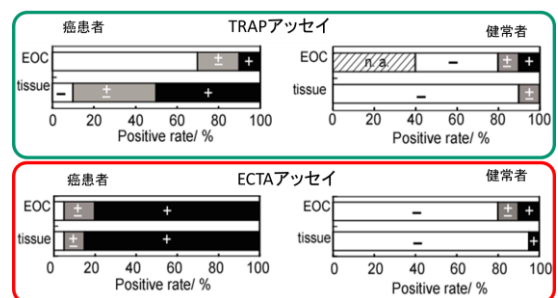 癌患者 TRAPアッセイ 健常者
EOC ± +
tissue − ± +
0 20 40 60 80 100
Positive rate/ %
EOC n. a − ± +
tissue − ±
0 20 40 60 80 100
Positive rate/ %
癌患者 ECTAアッセイ 健常者
EOC ± +
tissue ± +
0 20 40 60 80 100
Positive rate/ %
EOC − ± +
tissue − +
0 20 40 60 80 100
Positive rate/ %